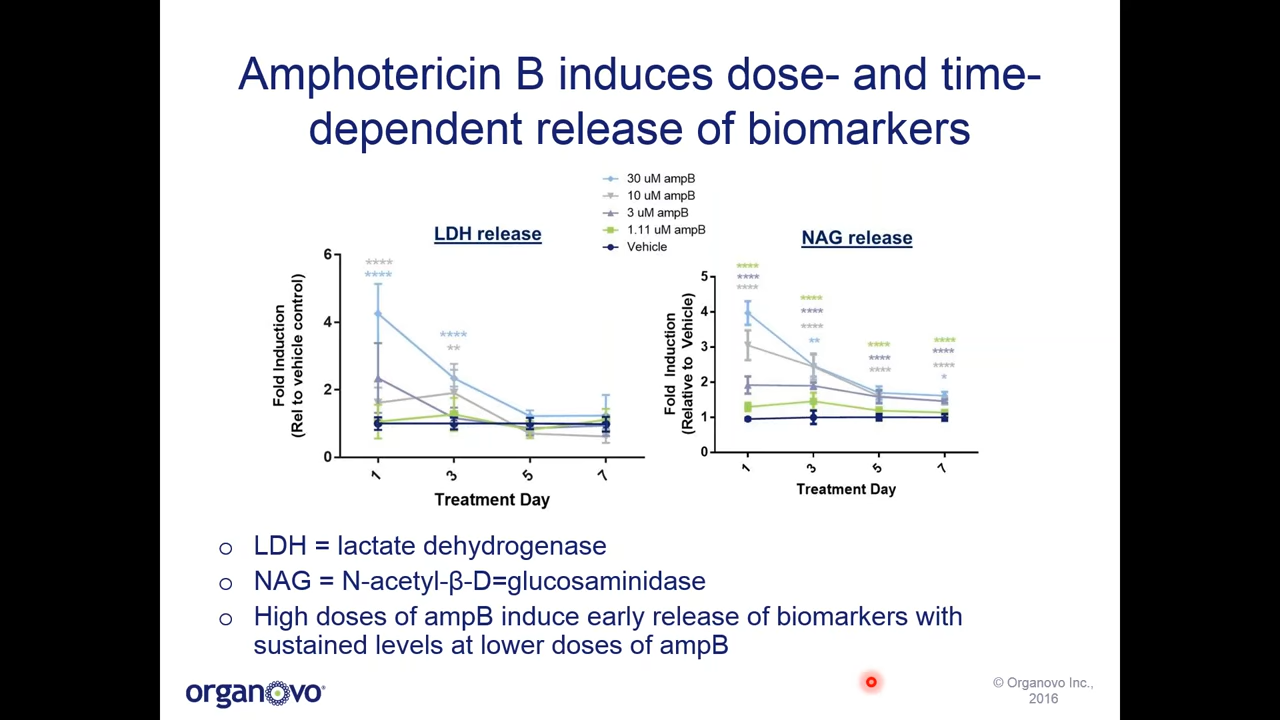 Amphotericin B induces dose- and time-
dependent release of biomarkers
30 uM ampB
10 uM ampB
3 uM ampB
1.11 uM ampB
Vehicle
LDH release
Fold Induction
(Rel to vehicle control)
6
4
2
0
****
****
****
**
1
3
5
7
Treatment Day
NAG release
Fold Induction
(Relative to Vehicle)
5
4
3
2
1
0
****
****
****
****
****
****
**
****
****
****
****
****
****
*
1
3
5
7
Treatment Day
o LDH = lactate dehydrogenase
o NAG = N-acetyl-β-D=glucosaminidase
o High doses of ampB induce early release of biomarkers with
sustained levels at lower doses of ampB
organovo®
© Organovo Inc.,
2016